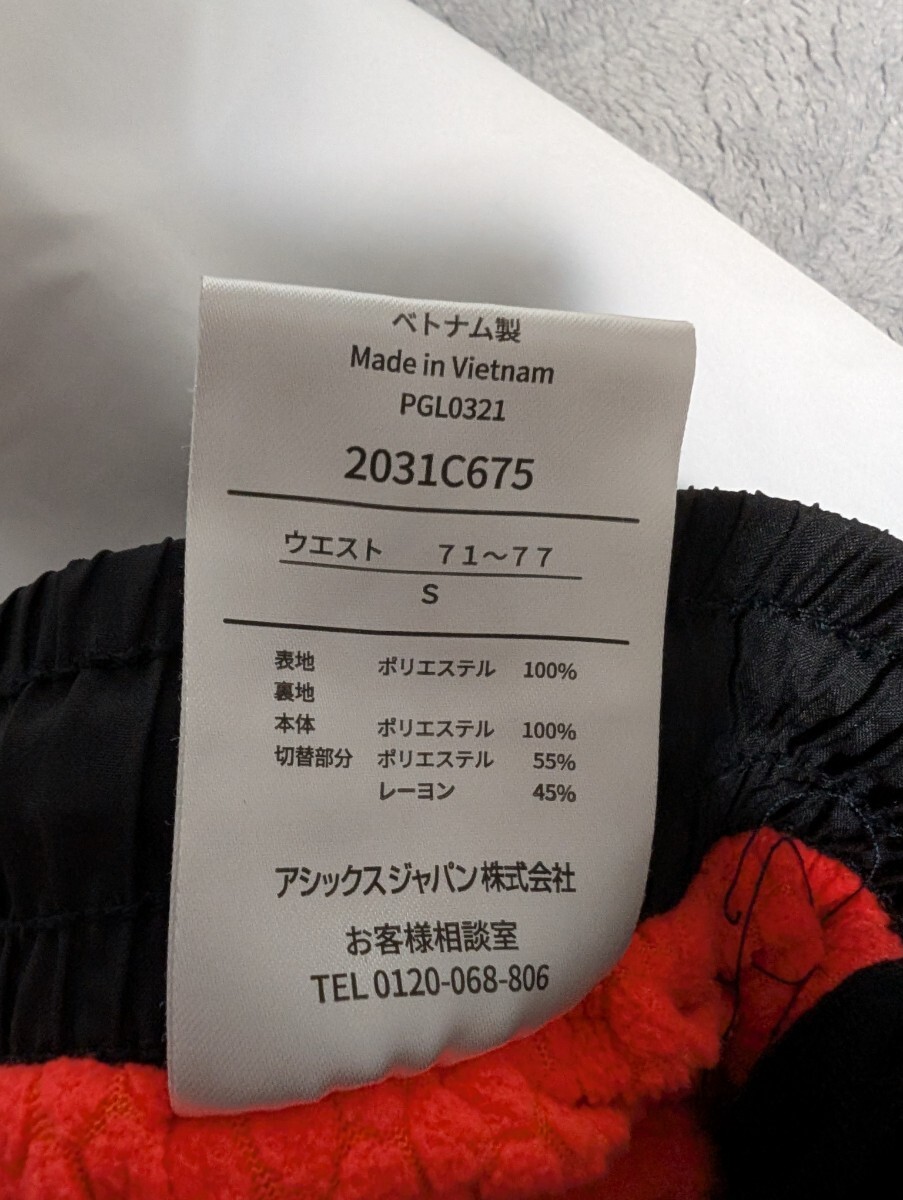 ベトナム製
Made in Vietnam
PGL0321
2031C675
ウエスト 71～77
S
表地 ポリエステル 100%
裏地
本体 ポリエステル 100%
切替部分 ポリエステル 55%
レーヨン 45%
アシックスジャパン株式会社
お客様相談室
TEL 0120-068-806